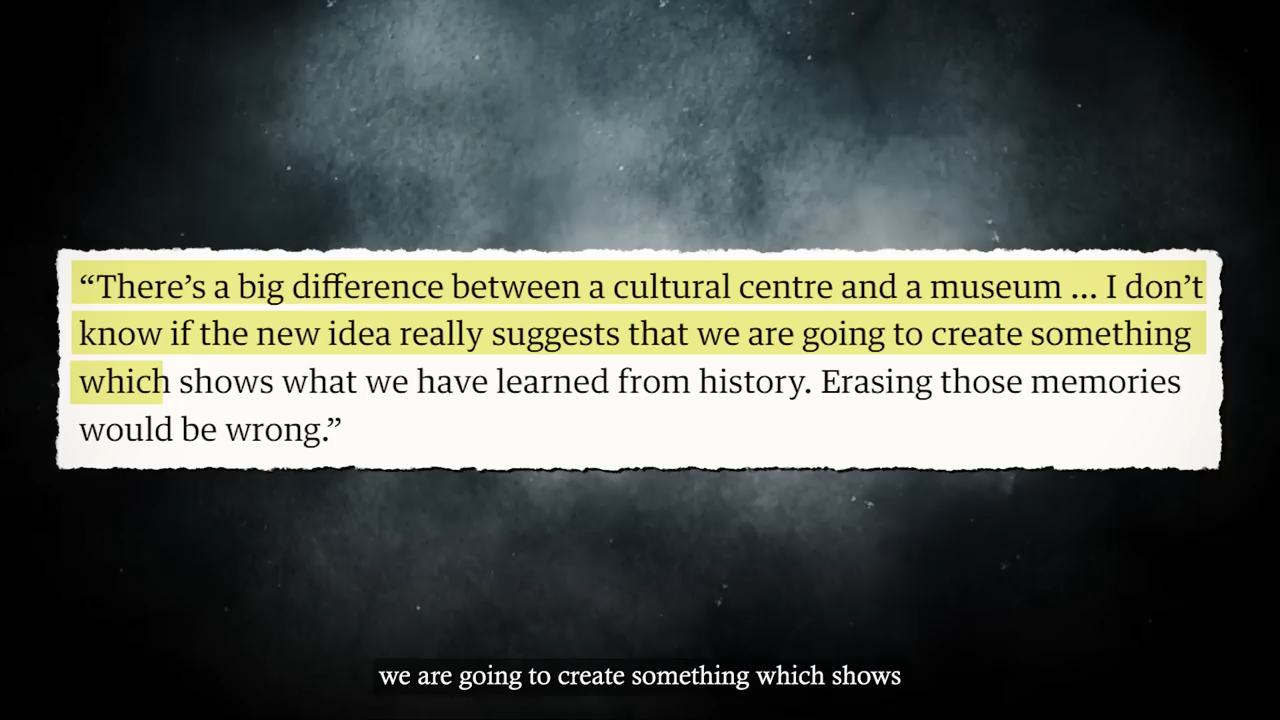 “There’s a big difference between a cultural centre and a museum ... I don’t
know if the new idea really suggests that we are going to create something
which shows what we have learned from history. Erasing those memories
would be wrong.”
we are going to create something which shows